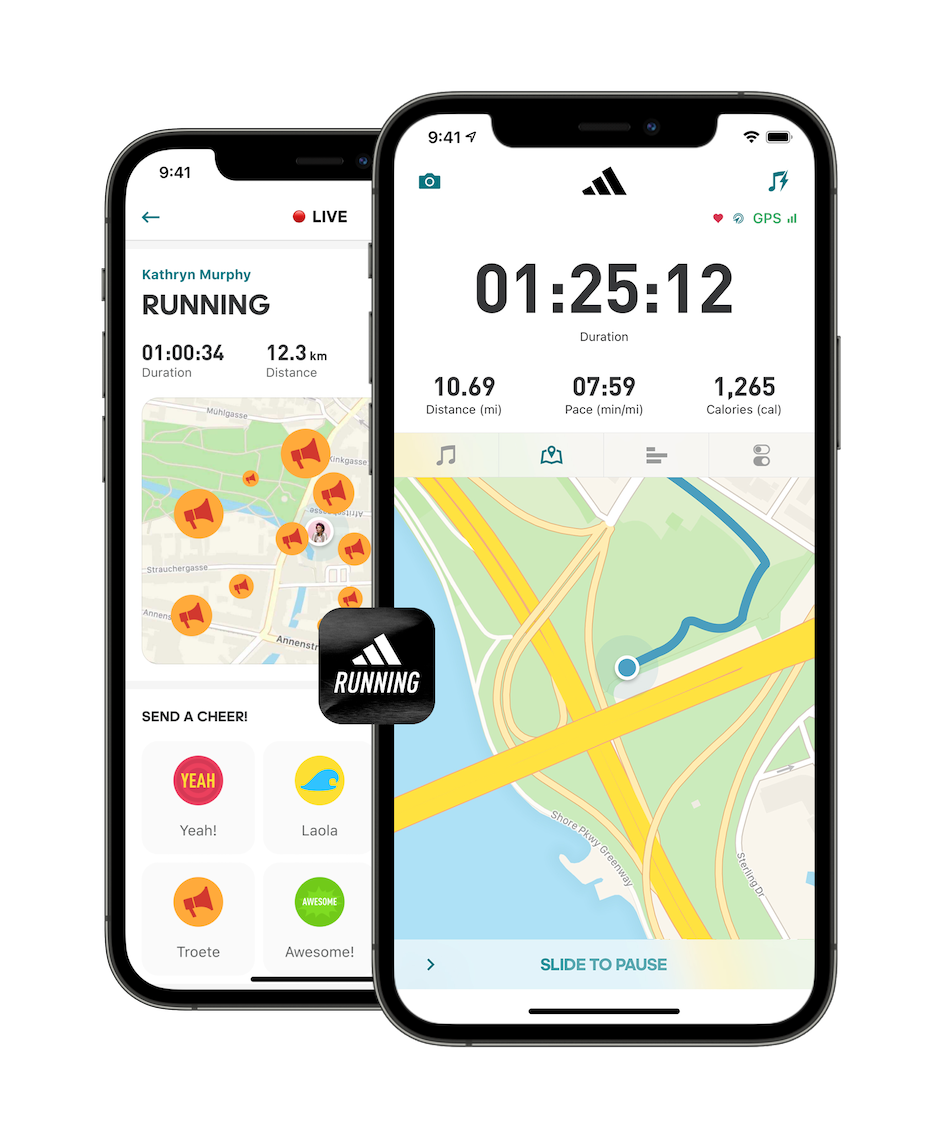 9:41
LIVE
Kathryn Murphy
RUNNING
01:00:34
12.3 km
Duration
Distance
Mühlgasse
Strauchergasse
SEND A CHEER!
YEAH
Yeah!
Laola
Troete
AWESOME
Awesome!
RUNNING
9:41
GPS
01:25:12
Duration
10.69
07:59
1,265
Distance (mi)
Pace (min/mi)
Calories (cal)
Shore Pkwy Greenway
Sterling Dr
SLIDE TO PAUSE